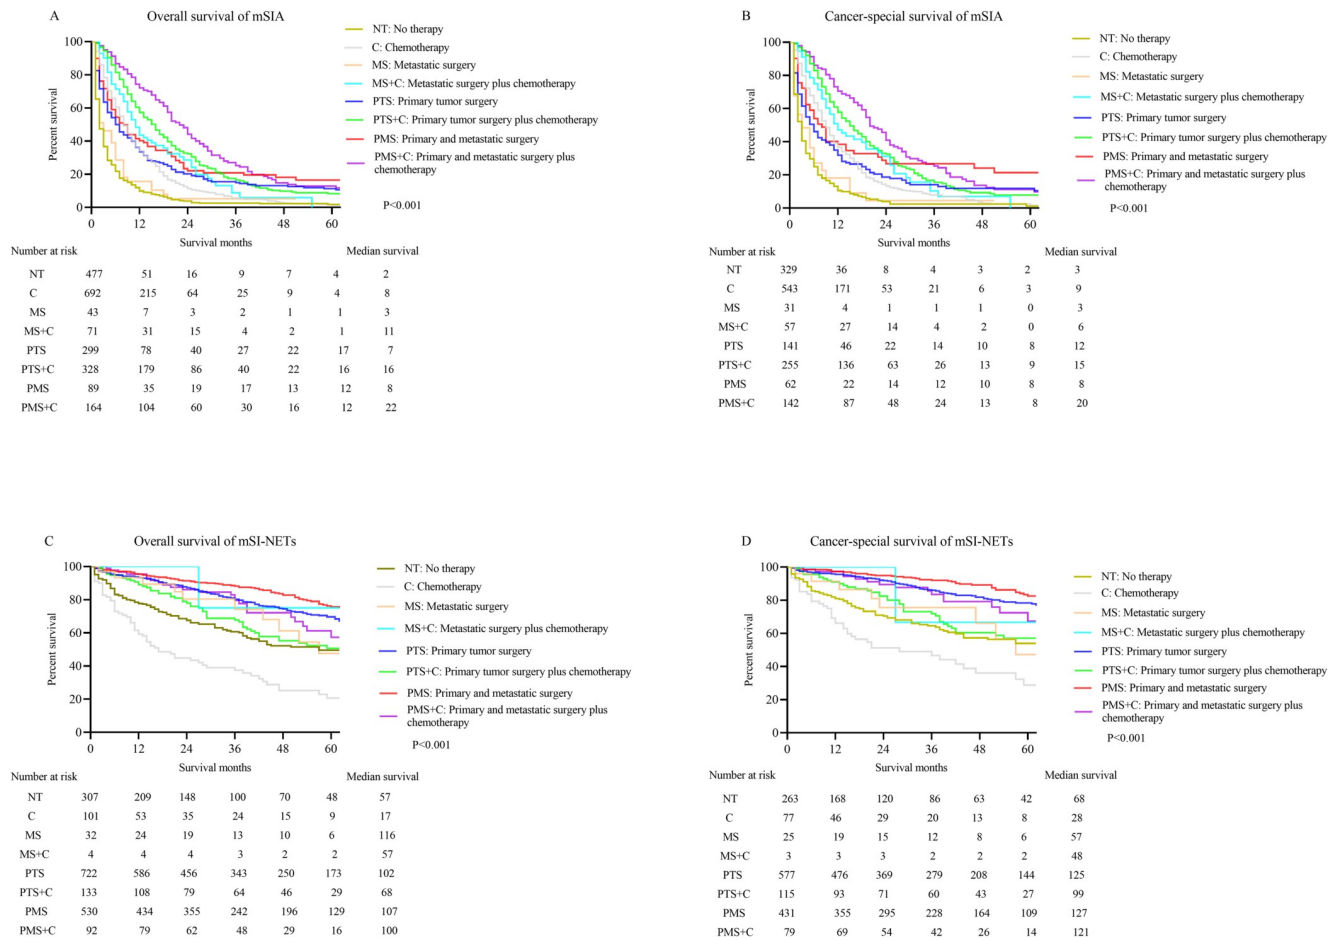 A Overall survival of mSIA
Percent survival
100
80
60
40
20
0
0 12 24 36 48 60
Survival months
NT: No therapy
C: Chemotherapy
MS: Metastatic surgery
MS+C: Metastatic surgery plus chemotherapy
PTS: Primary tumor surgery
PTS+C: Primary tumor surgery plus chemotherapy
PMS: Primary and metastatic surgery
PMS+C: Primary and metastatic surgery plus
chemotherapy
P<0.001
Number at risk Median survival
NT 477 51 16 9 7 4 2
C 692 215 64 25 9 4 8
MS 43 7 3 2 1 1 3
MS+C 71 31 15 4 2 1 11
PTS 299 78 40 27 22 17 7
PTS+C 328 179 86 40 22 16 16
PMS 89 35 19 17 13 12 8
PMS+C 164 104 60 30 16 12 22
B Cancer-special survival of mSIA
Percent survival
100
80
60
40
20
0
0 12 24 36 48 60
Survival months
NT: No therapy
C: Chemotherapy
MS: Metastatic surgery
MS+C: Metastatic surgery plus chemotherapy
PTS: Primary tumor surgery
PTS+C: Primary tumor surgery plus chemotherapy
PMS: Primary and metastatic surgery
PMS+C: Primary and metastatic surgery plus
chemotherapy
P<0.001
Number at risk Median survival
NT 329 36 8 4 3 2 3
C 543 171 53 21 6 3 9
MS 31 4 1 1 1 0 3
MS+C 57 27 14 4 2 0 6
PTS 141 46 22 14 10 8 12
PTS+C 255 136 63 26 13 9 15
PMS 62 22 14 12 10 8 8
PMS+C 142 87 48 24 13 8 20
C Overall survival of mSI-NETs
Percent survival
100
80
60
40
20
0
0 12 24 36 48 60
Survival months
NT: No therapy
C: Chemotherapy
MS: Metastatic surgery
MS+C: Metastatic surgery plus chemotherapy
PTS: Primary tumor surgery
PTS+C: Primary tumor surgery plus chemotherapy
PMS: Primary and metastatic surgery
PMS+C: Primary and metastatic surgery plus
chemotherapy
P<0.001
Number at risk Median survival
NT 307 209 148 100 70 48 57
C 101 53 35 24 15 9 17
MS 32 24 19 13 10 6 116
MS+C 4 4 4 3 2 2 57
PTS 722 586 456 343 250 173 102
PTS+C 133 108 79 64 46 29 68
PMS 530 434 355 242 196 129 107
PMS+C 92 79 62 48 29 16 100
D Cancer-special survival of mSI-NETs
Percent survival
100
80
60
40
20
0
0 12 24 36 48 60
Survival months
NT: No therapy
C: Chemotherapy
MS: Metastatic surgery
MS+C: Metastatic surgery plus chemotherapy
PTS: Primary tumor surgery
PTS+C: Primary tumor surgery plus chemotherapy
PMS: Primary and metastatic surgery
PMS+C: Primary and metastatic surgery plus
chemotherapy
P<0.001
Number at risk Median survival
NT 263 168 120 86 63 42 68
C 77 46 29 20 13 8 28
MS 25 19 15 12 8 6 57
MS+C 3 3 3 2 2 2 48
PTS 577 476 369 279 208 144 125
PTS+C 115 93 71 60 43 27 99
PMS 431 355 295 228 164 109 127
PMS+C 79 69 54 42 26 14 121